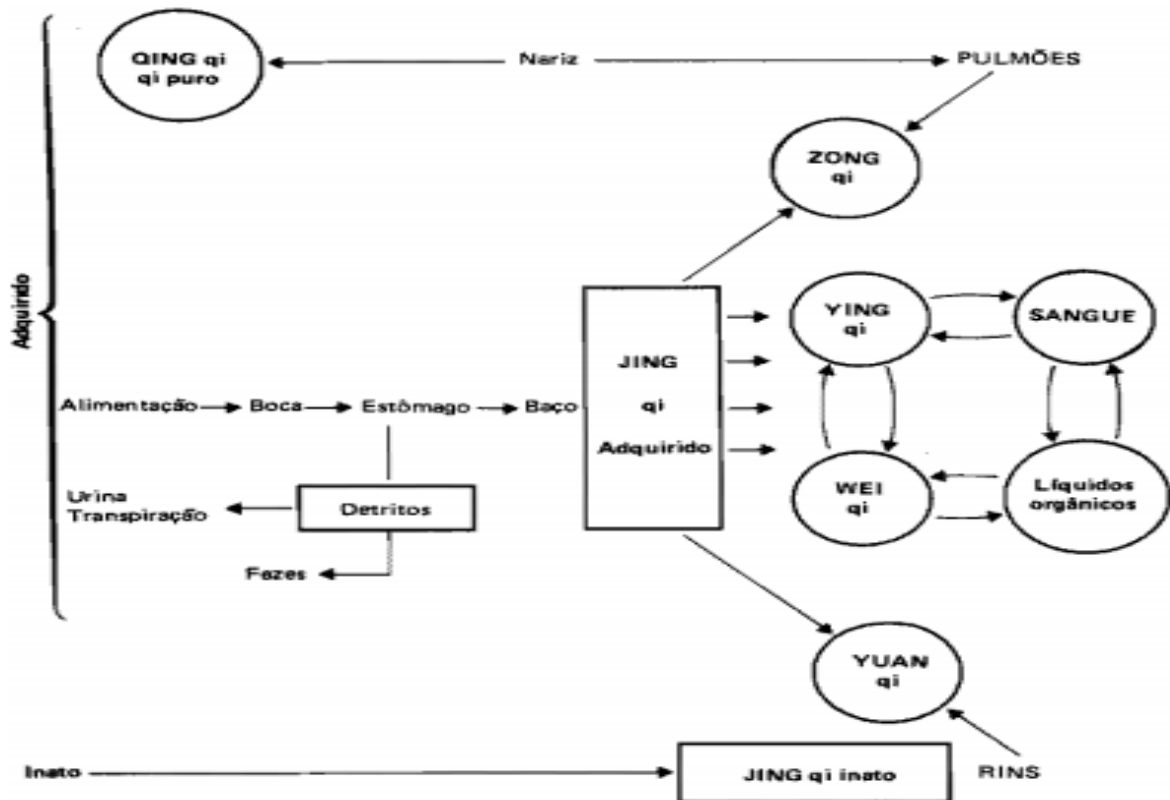 QING qi
qi puro
Nariz
PULMÕES
ZONG
qi
Adquirido
YING
qi
SANGUE
JING
qi
Adquirido
Alimentação
Boca
Estômago
Baço
WEI
qi
Líquidos
orgânicos
Urina
Transpiração
Detritos
Fezes
YUAN
qi
Inato
JING qi inato
RINS